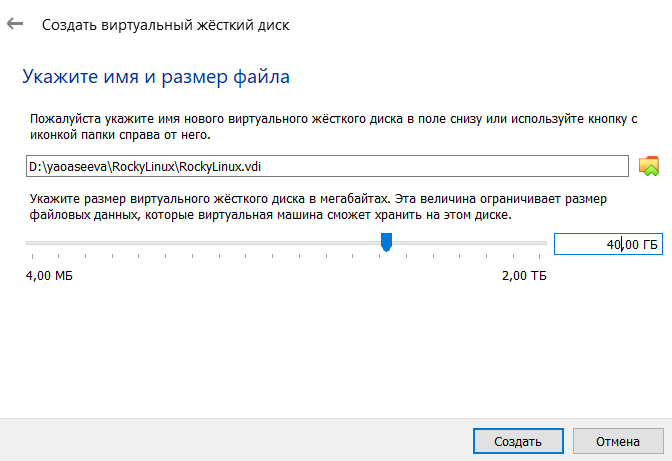 Создать виртуальный жёсткий диск
Укажите имя и размер файла
Пожалуйста укажите имя нового виртуального жёсткого диска в поле снизу или используйте кнопку с
иконкой папки справа от него.
D:\yaoaseeva\RockyLinux\RockyLinux.vdi
Укажите размер виртуального жёсткого диска в мегабайтах. Эта величина ограничивает размер
файловых данных, которые виртуальная машина сможет хранить на этом диске.
40,00 ГБ
4,00 МБ
2,00 ТБ
Создать
Отмена